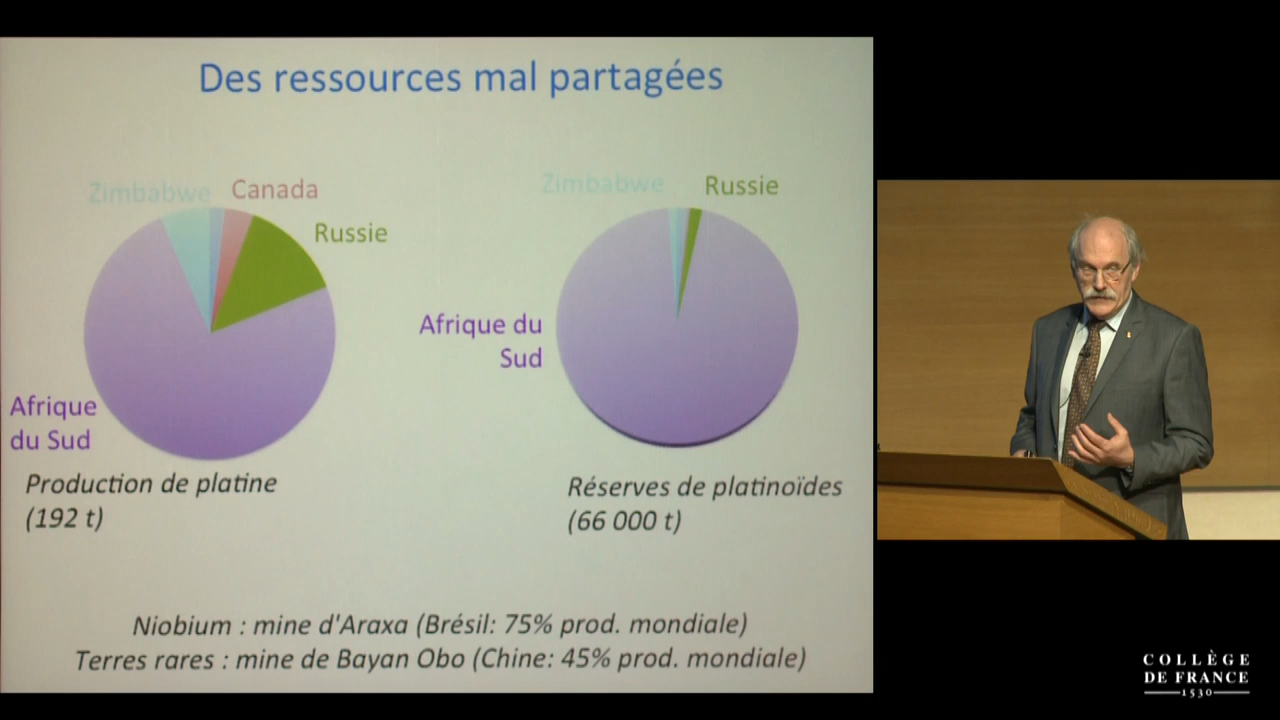 Des ressources mal partagées
Zimbabwe
Canada
Russie
Afrique
du Sud
Production de platine
(192 t)
Zimbabwe
Russie
Afrique du
Sud
Réserves de platinoïdes
(66 000 t)
Niobium : mine d'Araxa (Brésil: 75% prod. mondiale)
Terres rares : mine de Bayan Obo (Chine: 45% prod. mondiale)
COLLÈGE
DE FRANCE
1530